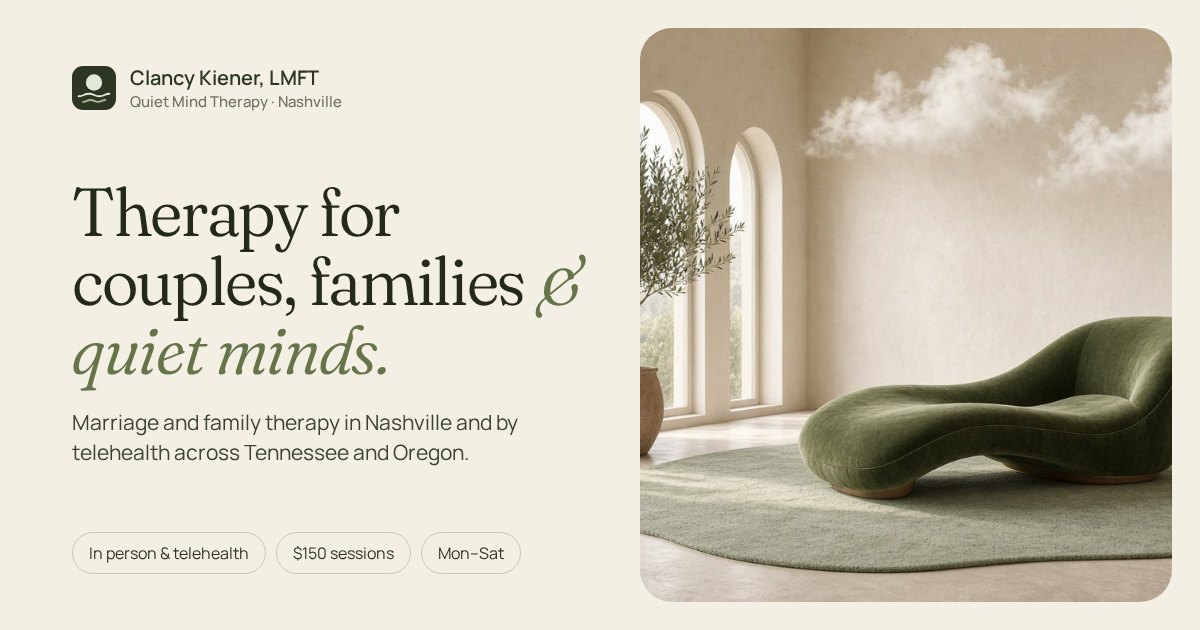 Clancy Kiener, LMFT
Quiet Mind Therapy · Nashville
Therapy for
couples, families &
quiet minds.
Marriage and family therapy in Nashville and by
telehealth across Tennessee and Oregon.
In person & telehealth
$150 sessions
Mon–Sat